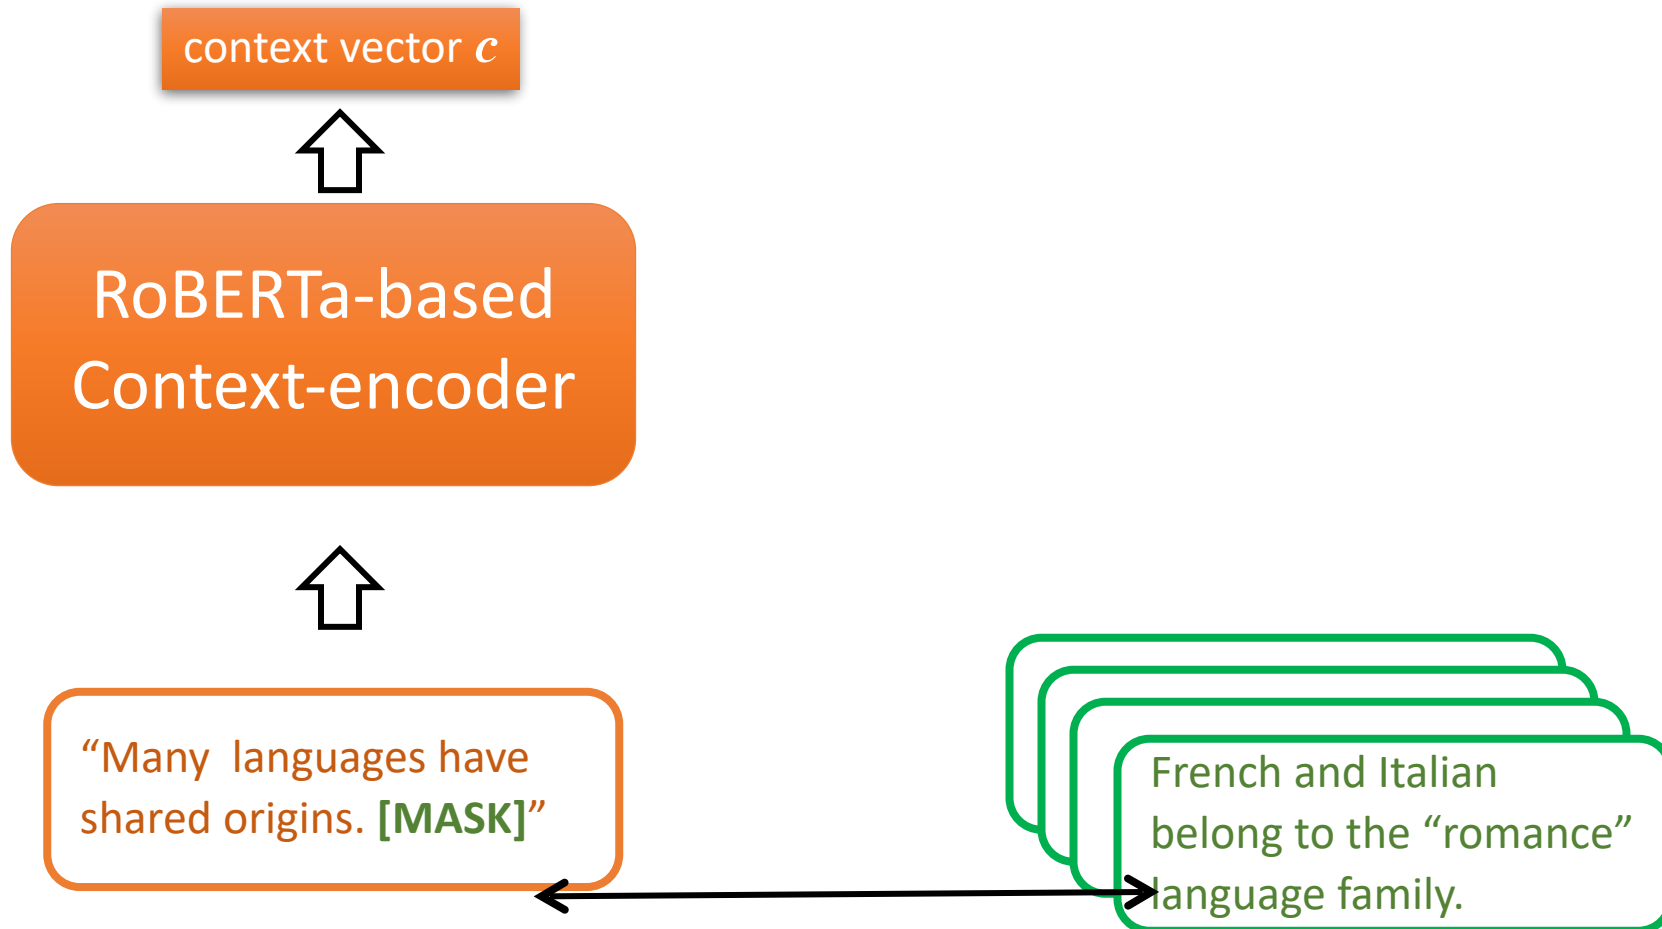 context vector c
RoBERTa-based
Context-encoder
“Many languages have
shared origins. [MASK]”
French and Italian
belong to the “romance”
language family.